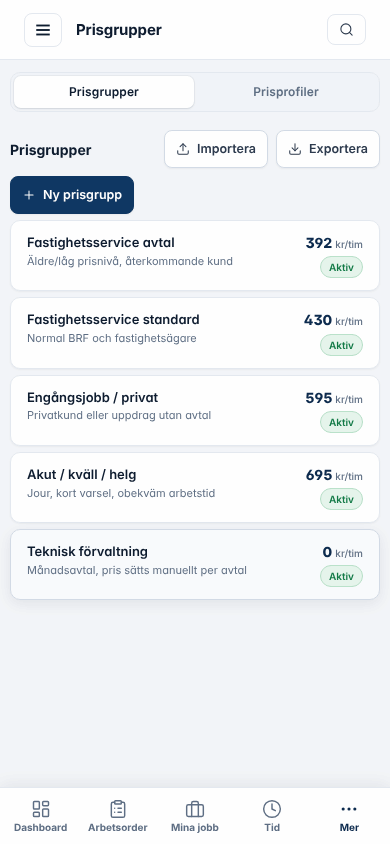 Prisgrupper
Prisgrupper
Prisprofiler
Prisgrupper
Importera
Exportera
Ny prisgrupp
Fastighetsservice avtal
392 kr/tim
Äldre/låg prisnivå, återkommande kund
Aktiv
Fastighetsservice standard
430 kr/tim
Normal BRF och fastighetsägare
Aktiv
Engångsjobb / privat
595 kr/tim
Privatkund eller uppdrag utan avtal
Aktiv
Akut / kväll / helg
695 kr/tim
Jour, kort varsel, obekväm arbetstid
Aktiv
Teknisk förvaltning
0 kr/tim
Månadsavtal, pris sätts manuellt per avtal
Aktiv
Dashboard
Arbetsorder
Mina jobb
Tid
Mer